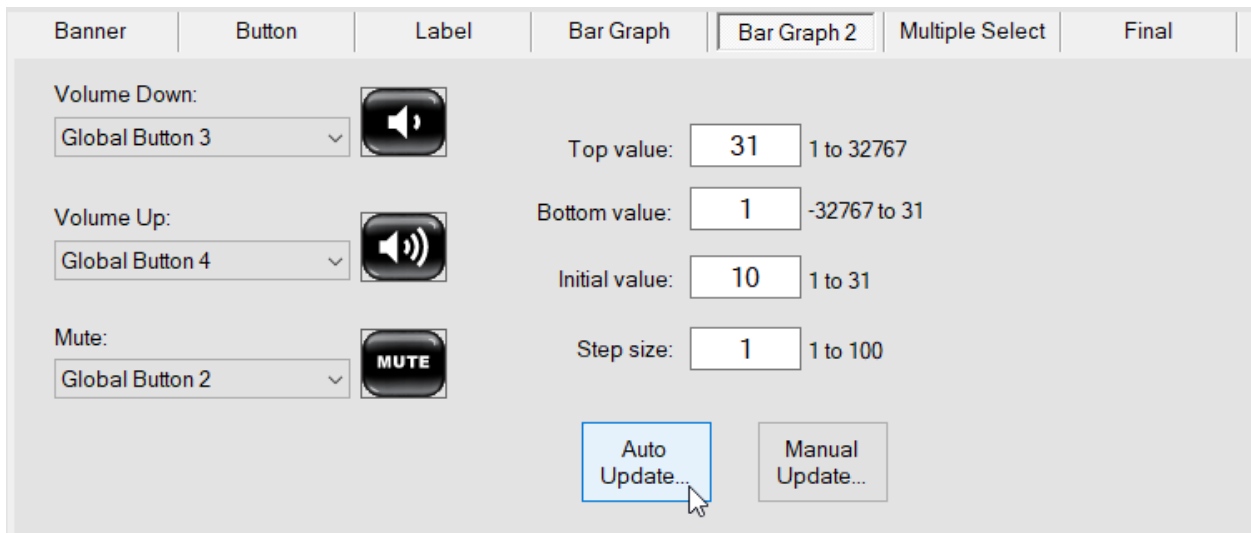 Banner Button Label Bar Graph Bar Graph 2 Multiple Select Final
Volume Down:
Global Button 3
Volume Up:
Global Button 4
Mute:
Global Button 2
MUTE
Top value: 31 1 to 32767
Bottom value: 1 -32767 to 31
Initial value: 10 1 to 31
Step size: 1 1 to 100
Auto
Update...
Manual
Update...